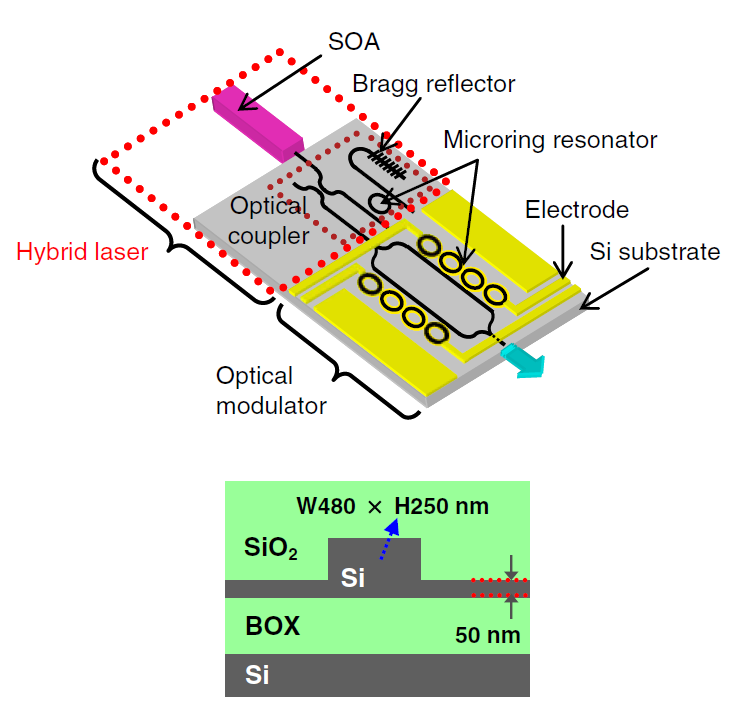 SOA
Bragg reflector
Microring resonator
Electrode
Optical
coupler
Si substrate
Hybrid laser
Optical
modulator
W480 × H250 nm
SiO₂
Si
BOX
50 nm
Si